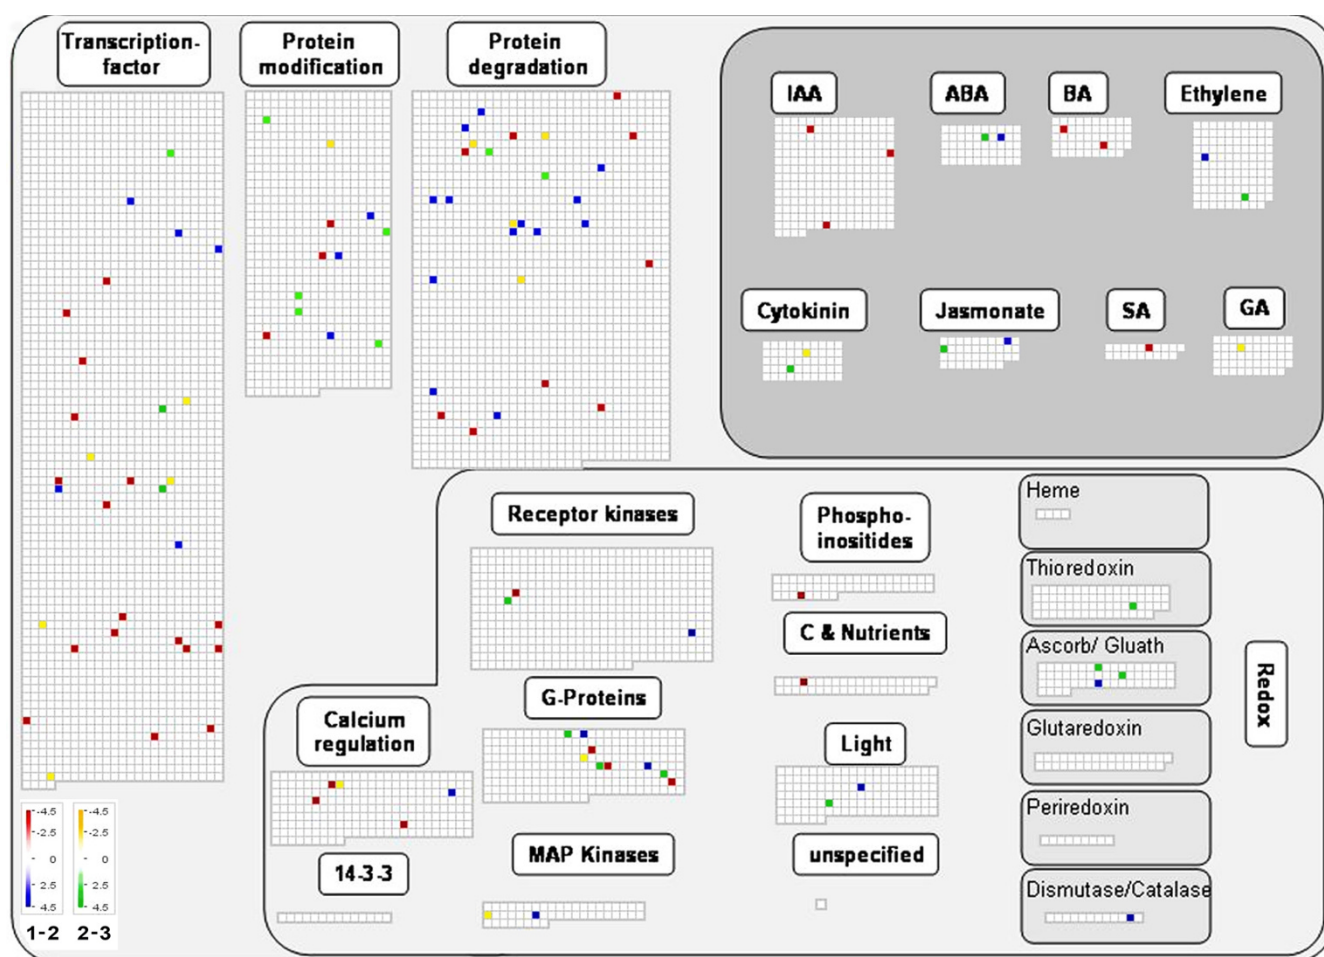 Transcription-
factor
Protein
modification
Protein
degradation
IAA
ABA
BA
Ethylene
Cytokinin
Jasmonate
SA
GA
Receptor kinases
Phospho-
inositides
C & Nutrients
G-Proteins
Calcium
regulation
Light
MAP Kinases
unspecified
14-3-3
Heme
Thioredoxin
Ascorb/ Gluath
Glutaredoxin
Periredoxin
Dismutase/Catalase
Redox
-4.5 -4.5
-2.5 -2.5
0 0
2.5 2.5
4.5 4.5
1-2 2-3